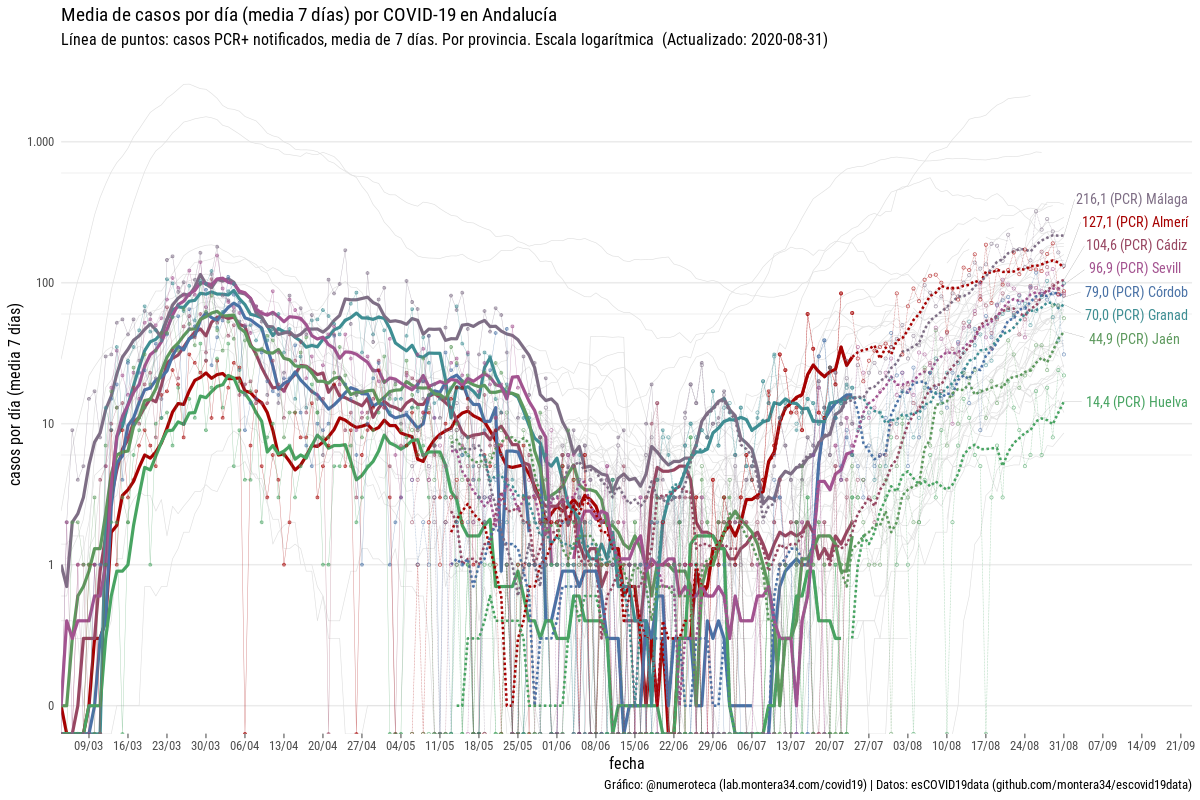 Media de casos por día (media 7 días) por COVID-19 en Andalucía
Línea de puntos: casos PCR+ notificados, media de 7 días. Por provincia. Escala logarítmica (Actualizado: 2020-08-31)
casos por día (media 7 días)
1.000
100
10
1
0
216,1 (PCR) Málaga
127,1 (PCR) Almerí
104,6 (PCR) Cádiz
96,9 (PCR) Sevill
79,0 (PCR) Córdob
70,0 (PCR) Granad
44,9 (PCR) Jaén
14,4 (PCR) Huelva
09/03 16/03 23/03 30/03 06/04 13/04 20/04 27/04 04/05 11/05 18/05 25/05 01/06 08/06 15/06 22/06 29/06 06/07 13/07 20/07 27/07 03/08 10/08 17/08 24/08 31/08 07/09 14/09 21/09
fecha
Gráfico: @numeroteca (lab.montera34.com/covid19) | Datos: esCOVID19data (github.com/montera34/escovid19data)